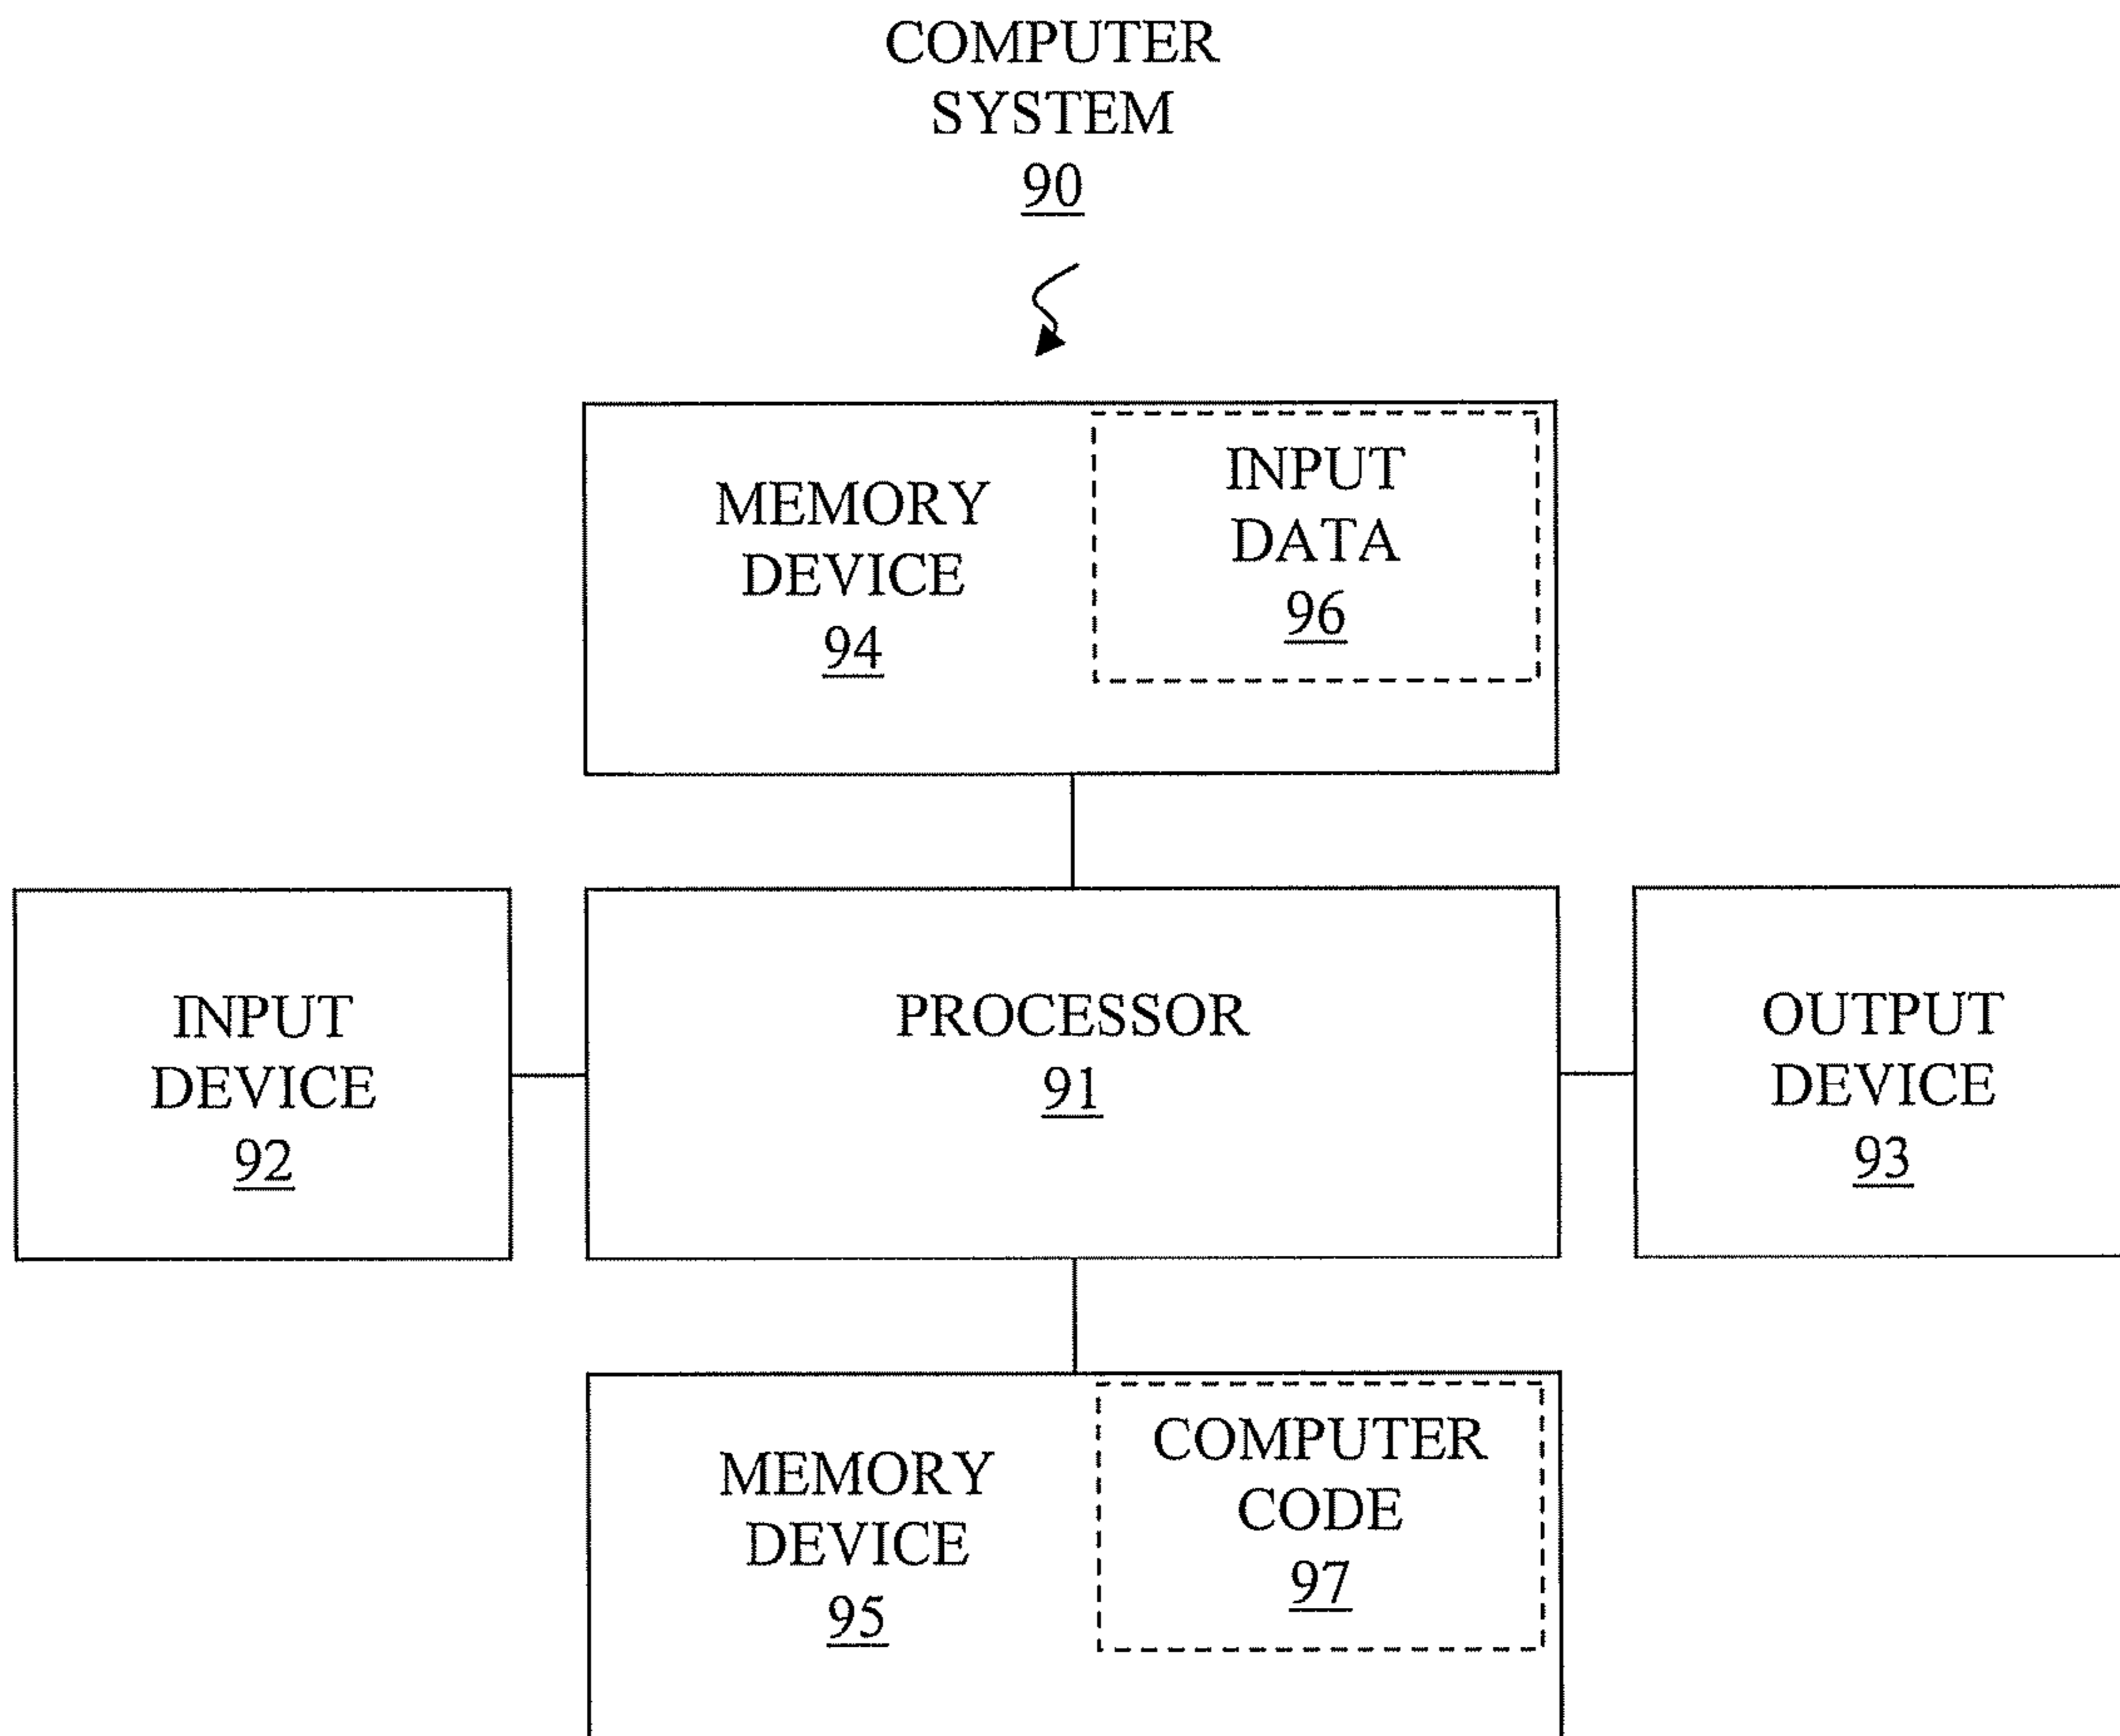 COMPUTER
SYSTEM
90
MEMORY
DEVICE
94
INPUT
DATA
96
INPUT
DEVICE
92
PROCESSOR
91
OUTPUT
DEVICE
93
MEMORY
DEVICE
95
COMPUTER
CODE
97